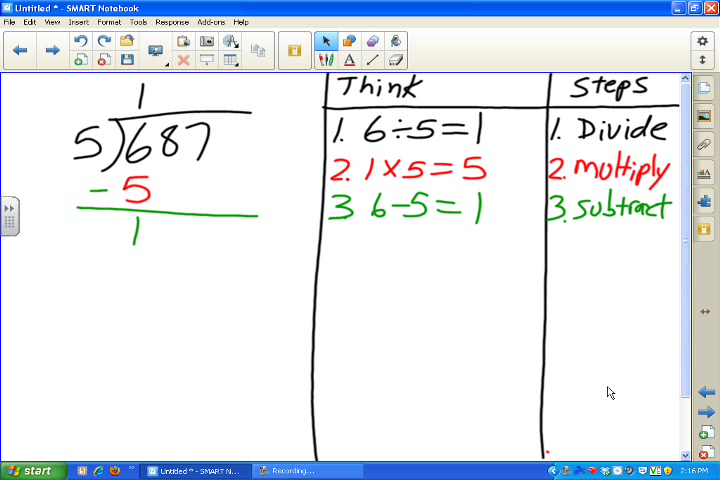 Untitled * - SMART Notebook
File Edit View Insert Format Tools Response Add-ons Help
1
5)687
- 5
1
Think
1. 6÷5=1
2. 1×5=5
3. 6-5=1
Steps
1. Divide
2. multiply
3. subtract
start
Untitled * - SMART N...
Recording...
2:16 PM